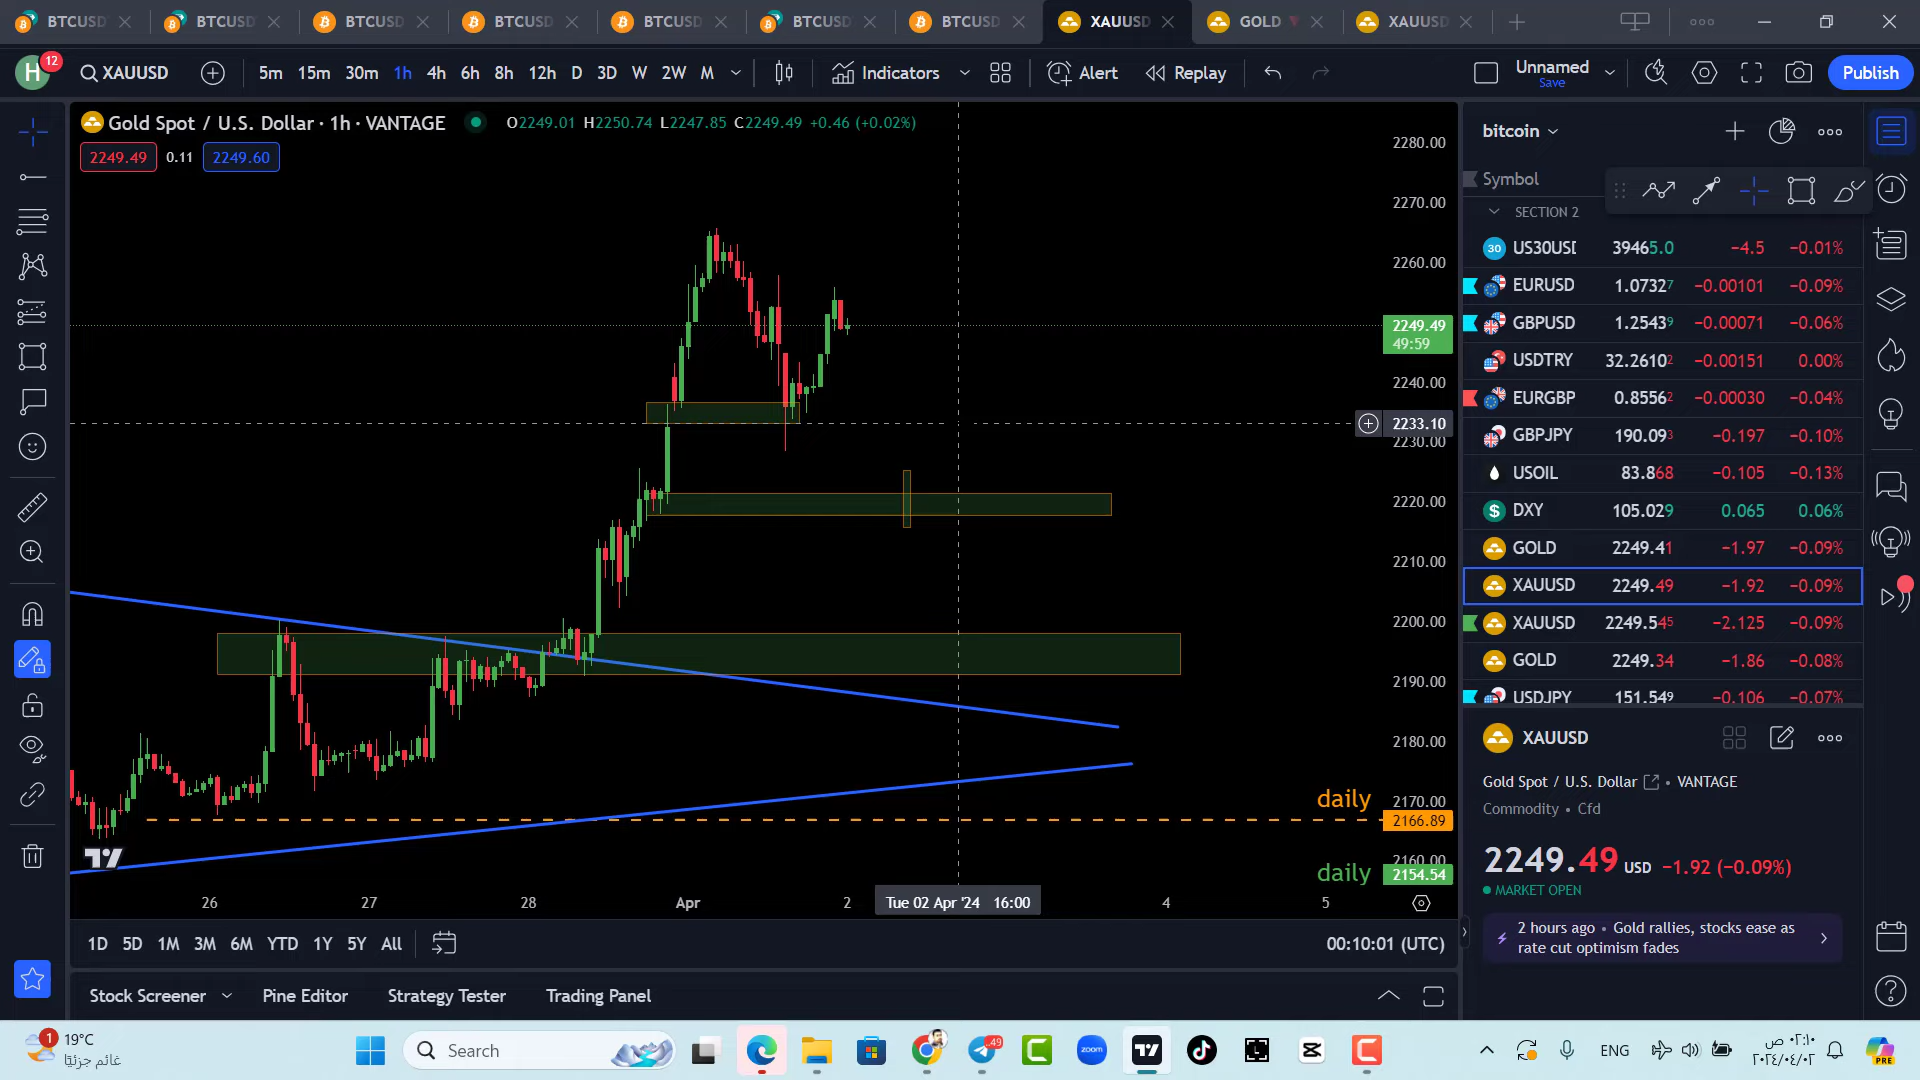 BTCUSD
BTCUSD
BTCUSD
BTCUSD
BTCUSD
BTCUSD
BTCUSD
XAUUSD
GOLD
XAUUSD
H 12
XAUUSD
5m 15m 30m 1h 4h 6h 8h 12h D 3D W 2W M
Indicators
Alert
Replay
Unnamed
Save
Publish
Gold Spot / U.S. Dollar · 1h · VANTAGE
O2249.01 H2250.74 L2247.85 C2249.49 +0.46 (+0.02%)
2249.49 0.11 2249.60
2280.00
2270.00
2260.00
2249.49
49:59
2240.00
2233.10
2230.00
2220.00
2210.00
2200.00
2190.00
2180.00
2170.00
daily 2166.89
2160.00
daily 2154.54
26 27 28 Apr 2 Tue 02 Apr '24 16:00 4 5
1D 5D 1M 3M 6M YTD 1Y 5Y All
00:10:01 (UTC)
Stock Screener Pine Editor Strategy Tester Trading Panel
bitcoin
Symbol
SECTION 2
30 US30USD 39465.0 −4.5 −0.01%
EURUSD 1.07327 −0.00101 −0.09%
GBPUSD 1.25439 −0.00071 −0.06%
USDTRY 32.26102 −0.00151 0.00%
EURGBP 0.85562 −0.00030 −0.04%
GBPJPY 190.093 −0.197 −0.10%
USOIL 83.868 −0.105 −0.13%
$ DXY 105.029 0.065 0.06%
GOLD 2249.41 −1.97 −0.09%
XAUUSD 2249.49 −1.92 −0.09%
XAUUSD 2249.545 −2.125 −0.09%
GOLD 2249.34 −1.86 −0.08%
USDJPY 151.549 −0.106 −0.07%
XAUUSD
Gold Spot / U.S. Dollar • VANTAGE
Commodity • Cfd
2249.49 USD −1.92 (−0.09%)
MARKET OPEN
2 hours ago • Gold rallies, stocks ease as
rate cut optimism fades
1 19°C
غائم جزئيًا
Search
49
zoom
ENG
٠٢:١٠ ص
٢٠٢٤/٠٤/٠٢
PRE